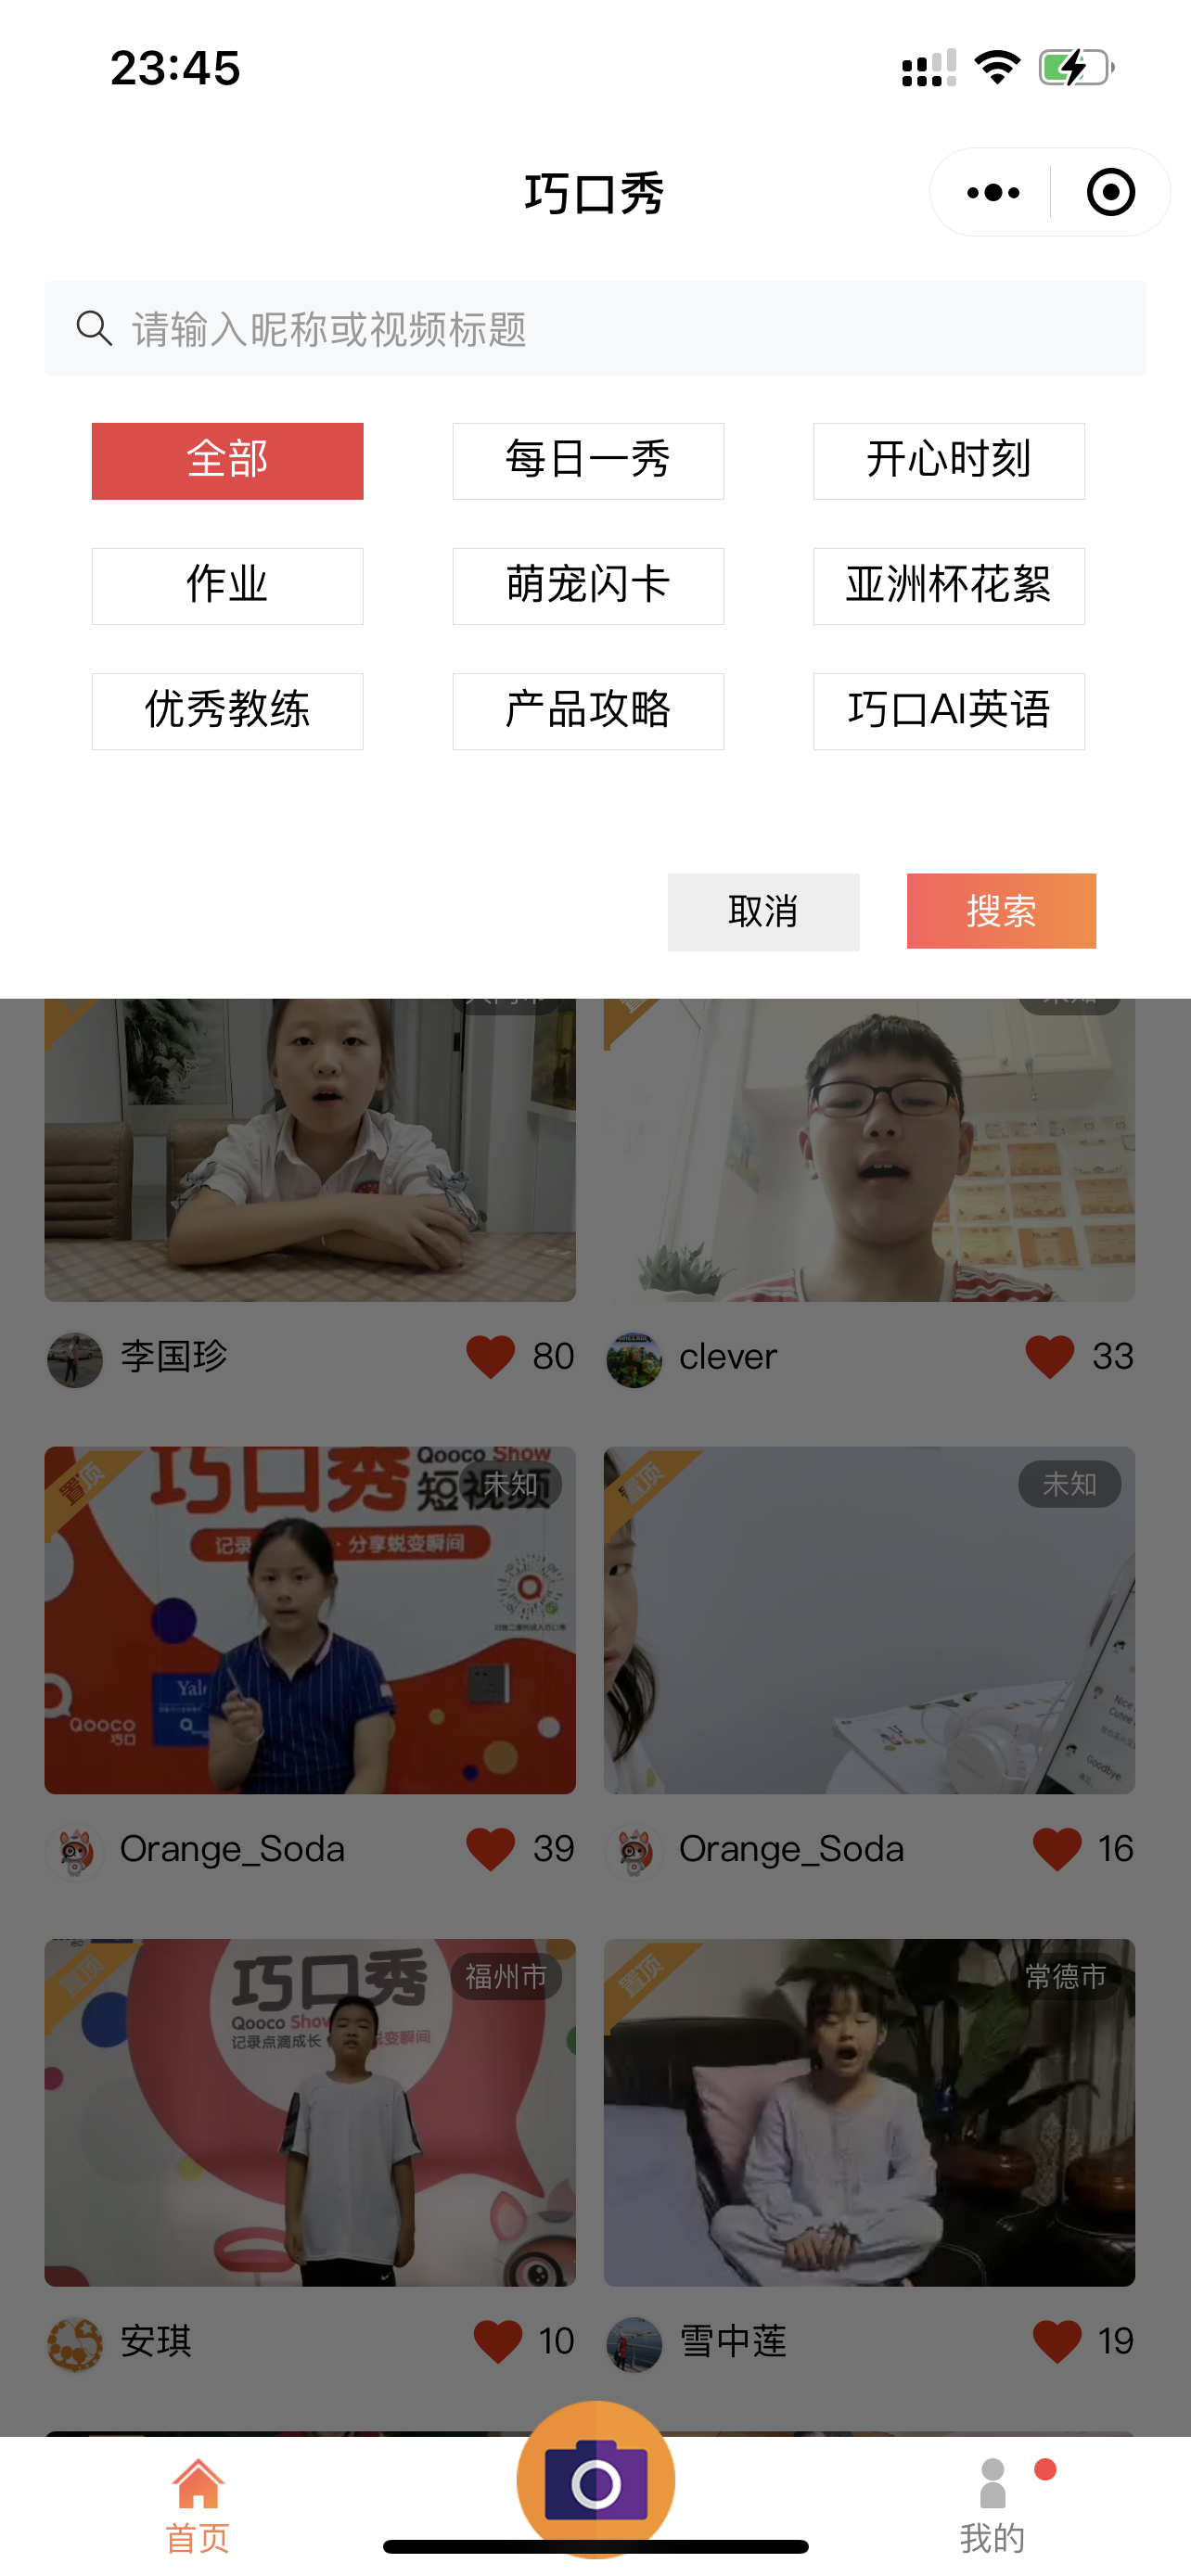 23:45
巧口秀
请输入昵称或视频标题
全部 每日一秀 开心时刻
作业 萌宠闪卡 亚洲杯花絮
优秀教练 产品攻略 巧口AI英语
取消 搜索
李国珍 80 clever 33
巧口秀 Qooco Show
置顶 短视频 未知 置顶 未知
记录 · 分享蜕变瞬间
Yale
Qooco
巧口
Nice
Cutee
Goodbye.
Orange_Soda 39 Orange_Soda 16
置顶 巧口秀 福州市 置顶 常德市
Qooco Show
记录点滴成长 蜕变瞬间
安琪 10 雪中莲 19
首页 我的